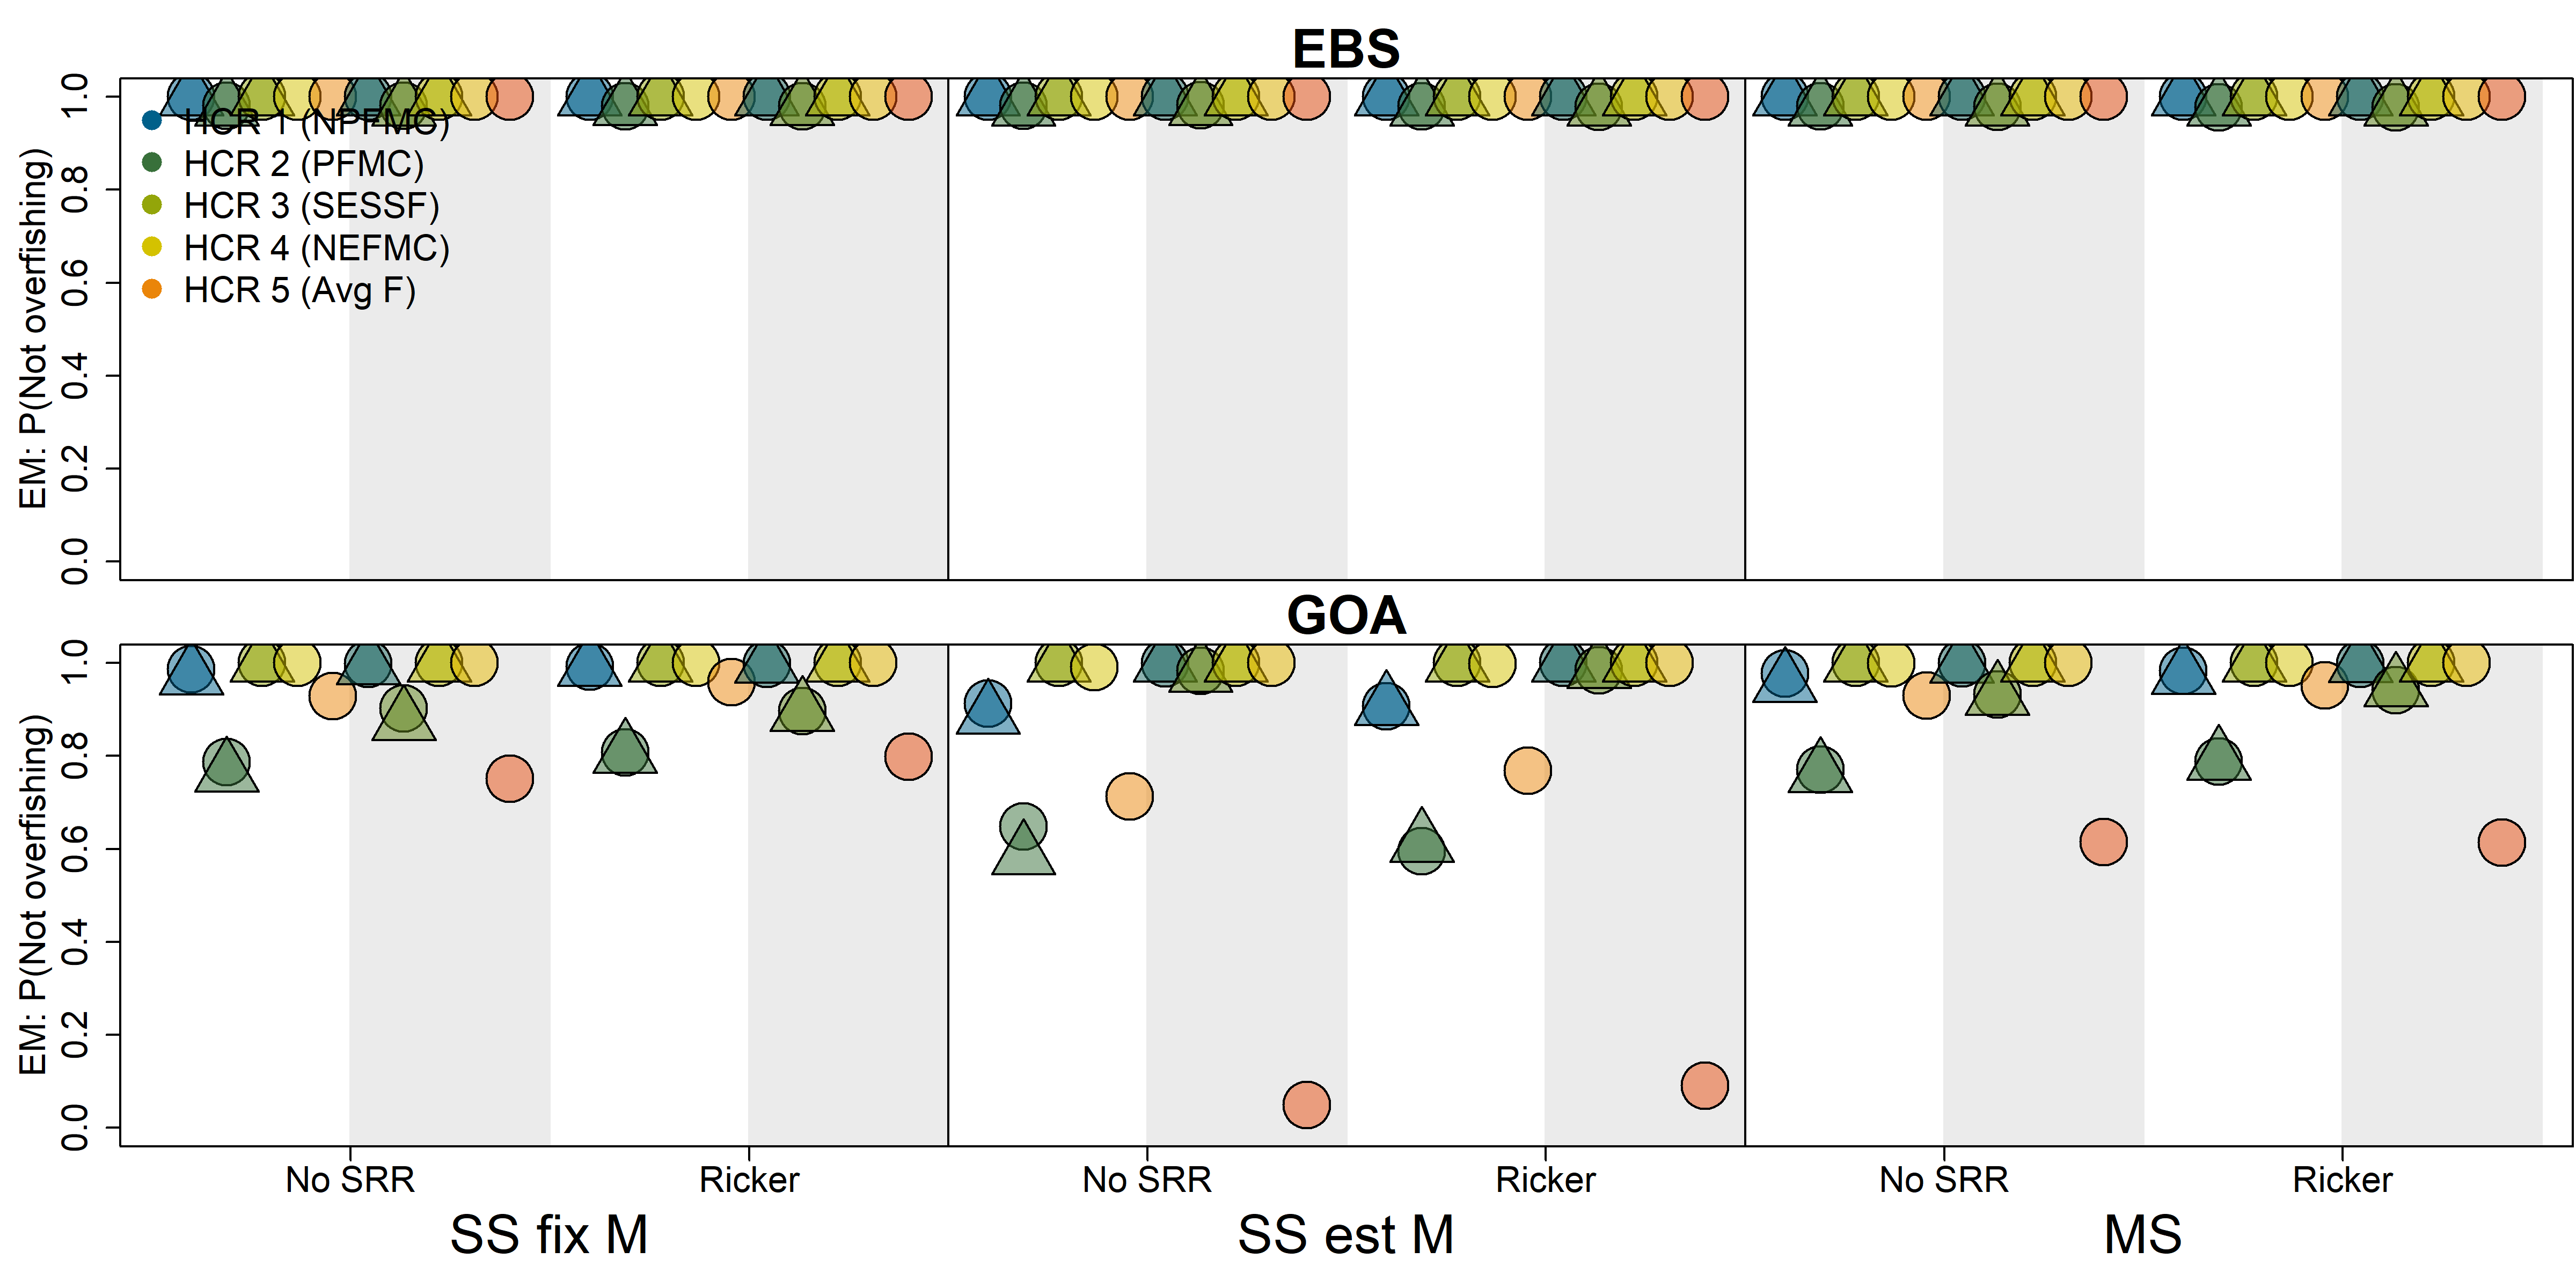 EBS
EM: P(Not overfishing)
1.0
0.8
0.6
0.4
0.2
0.0
HCR 1 (NPFMC)
HCR 2 (PFMC)
HCR 3 (SESSF)
HCR 4 (NEFMC)
HCR 5 (Avg F)
GOA
EM: P(Not overfishing)
1.0
0.8
0.6
0.4
0.2
0.0
No SRR Ricker No SRR Ricker No SRR Ricker
SS fix M SS est M MS